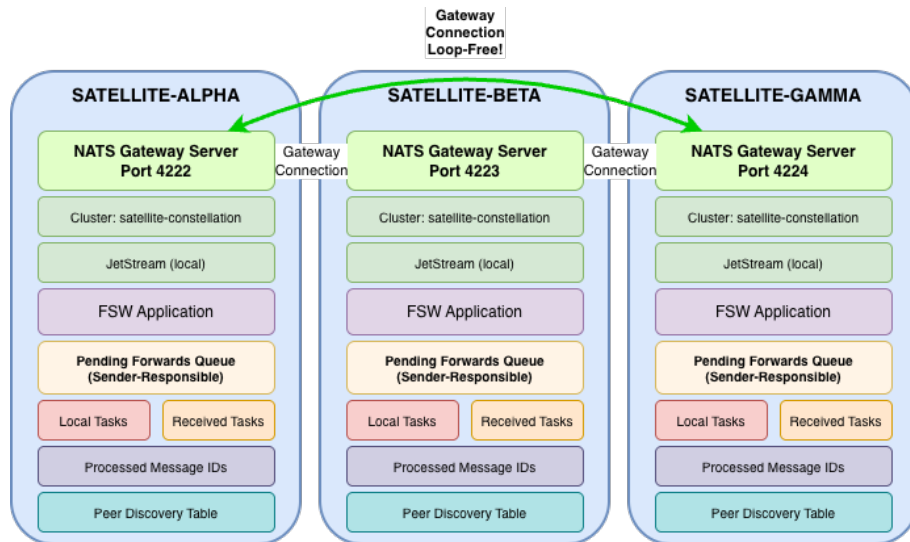 Gateway
Connection
Loop-Free!
SATELLITE-ALPHA
SATELLITE-BETA
SATELLITE-GAMMA
NATS Gateway Server
Port 4222
Gateway
Connection
NATS Gateway Server
Port 4223
Gateway
Connection
NATS Gateway Server
Port 4224
Cluster: satellite-constellation
Cluster: satellite-constellation
Cluster: satellite-constellation
JetStream (local)
JetStream (local)
JetStream (local)
FSW Application
FSW Application
FSW Application
Pending Forwards Queue
(Sender-Responsible)
Pending Forwards Queue
(Sender-Responsible)
Pending Forwards Queue
(Sender-Responsible)
Local Tasks
Received Tasks
Local Tasks
Received Tasks
Local Tasks
Received Tasks
Processed Message IDs
Processed Message IDs
Processed Message IDs
Peer Discovery Table
Peer Discovery Table
Peer Discovery Table